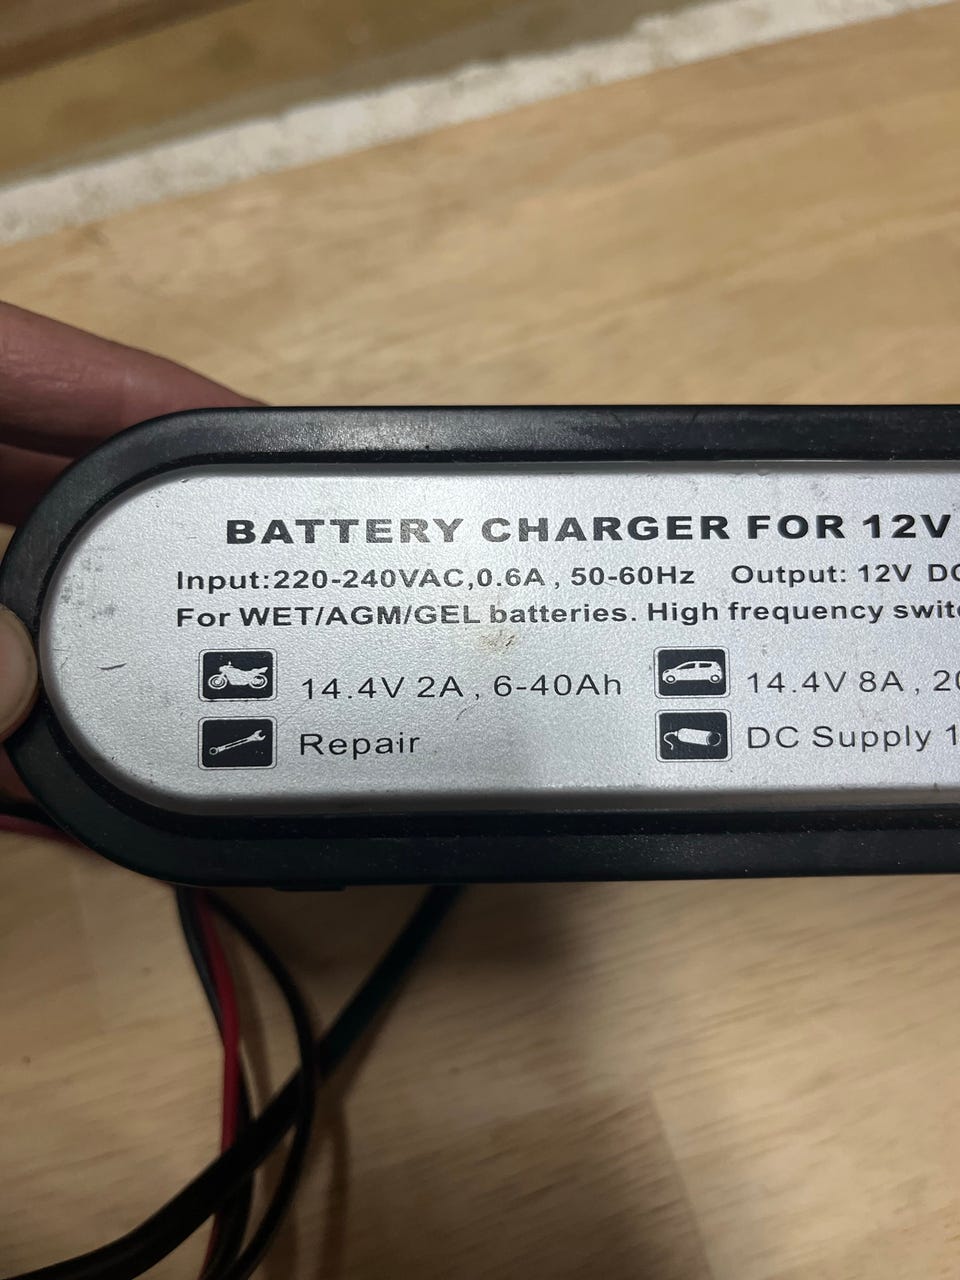 BATTERY CHARGER FOR 12V
Input:220-240VAC,0.6A , 50-60Hz Output: 12V DC
For WET/AGM/GEL batteries. High frequency
14.4V 2A , 6-40Ah 14.4V 8A ,
Repair DC Supply